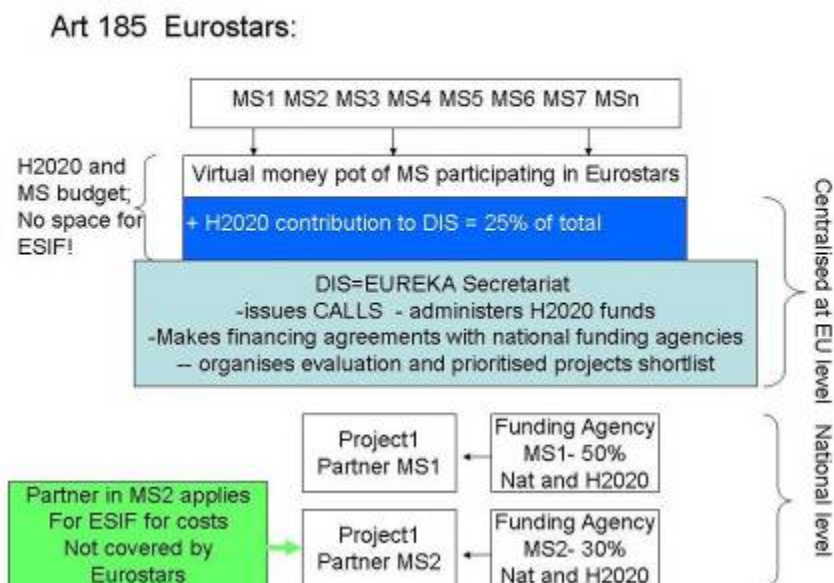 Art 185 Eurostars:
MS1 MS2 MS3 MS4 MS5 MS6 MS7 MSn
H2020 and
MS budget;
No space for
ESIF!
Virtual money pot of MS participating in Eurostars
+ H2020 contribution to DIS = 25% of total
DIS=EUREKA Secretariat
-issues CALLS - administers H2020 funds
-Makes financing agreements with national funding agencies
-- organises evaluation and prioritised projects shortlist
Centralised at EU level
Project1
Partner MS1
Funding Agency
MS1- 50%
Nat and H2020
National level
Partner in MS2 applies
For ESIF for costs
Not covered by
Eurostars
Project1
Partner MS2
Funding Agency
MS2- 30%
Nat and H2020